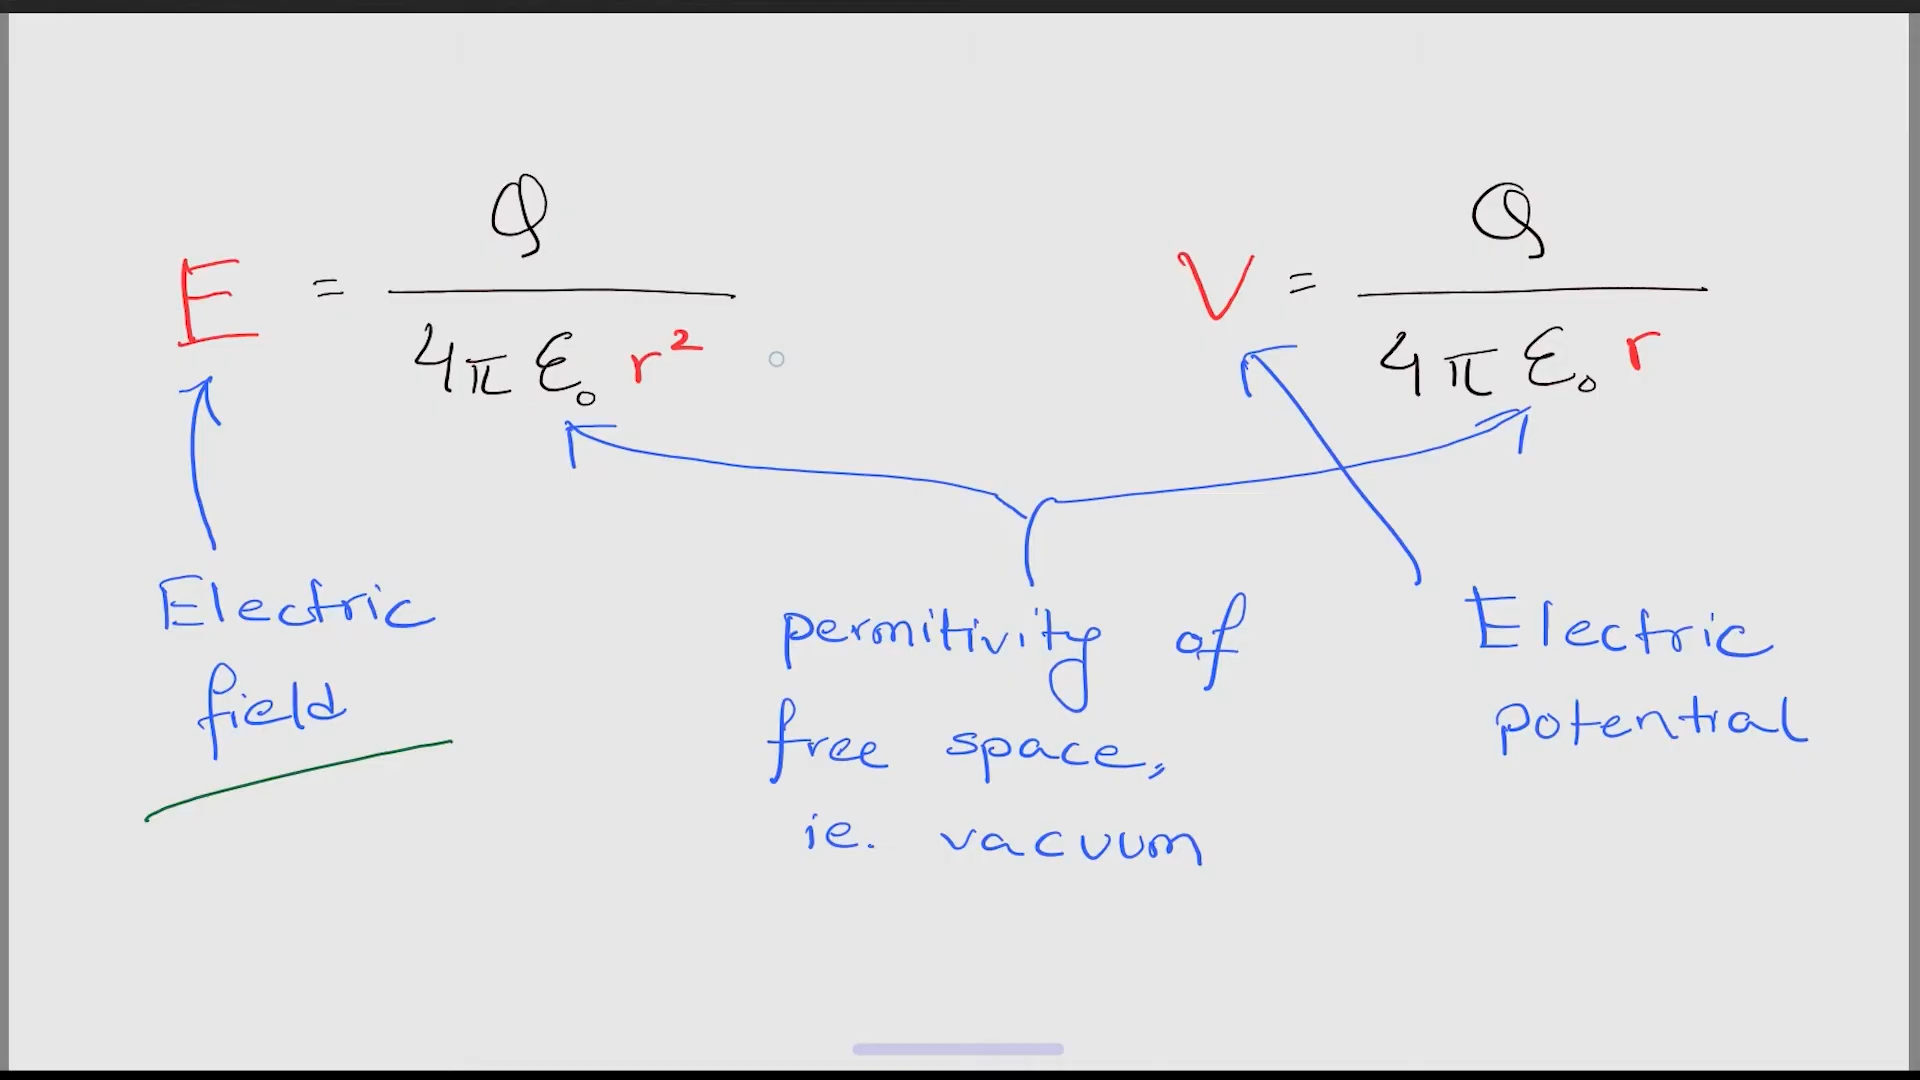 E = Q / 4π ε₀ r²
V = Q / 4π ε₀ r
Electric
field
permitivity of
free space,
ie. vacuum
Electric
potential